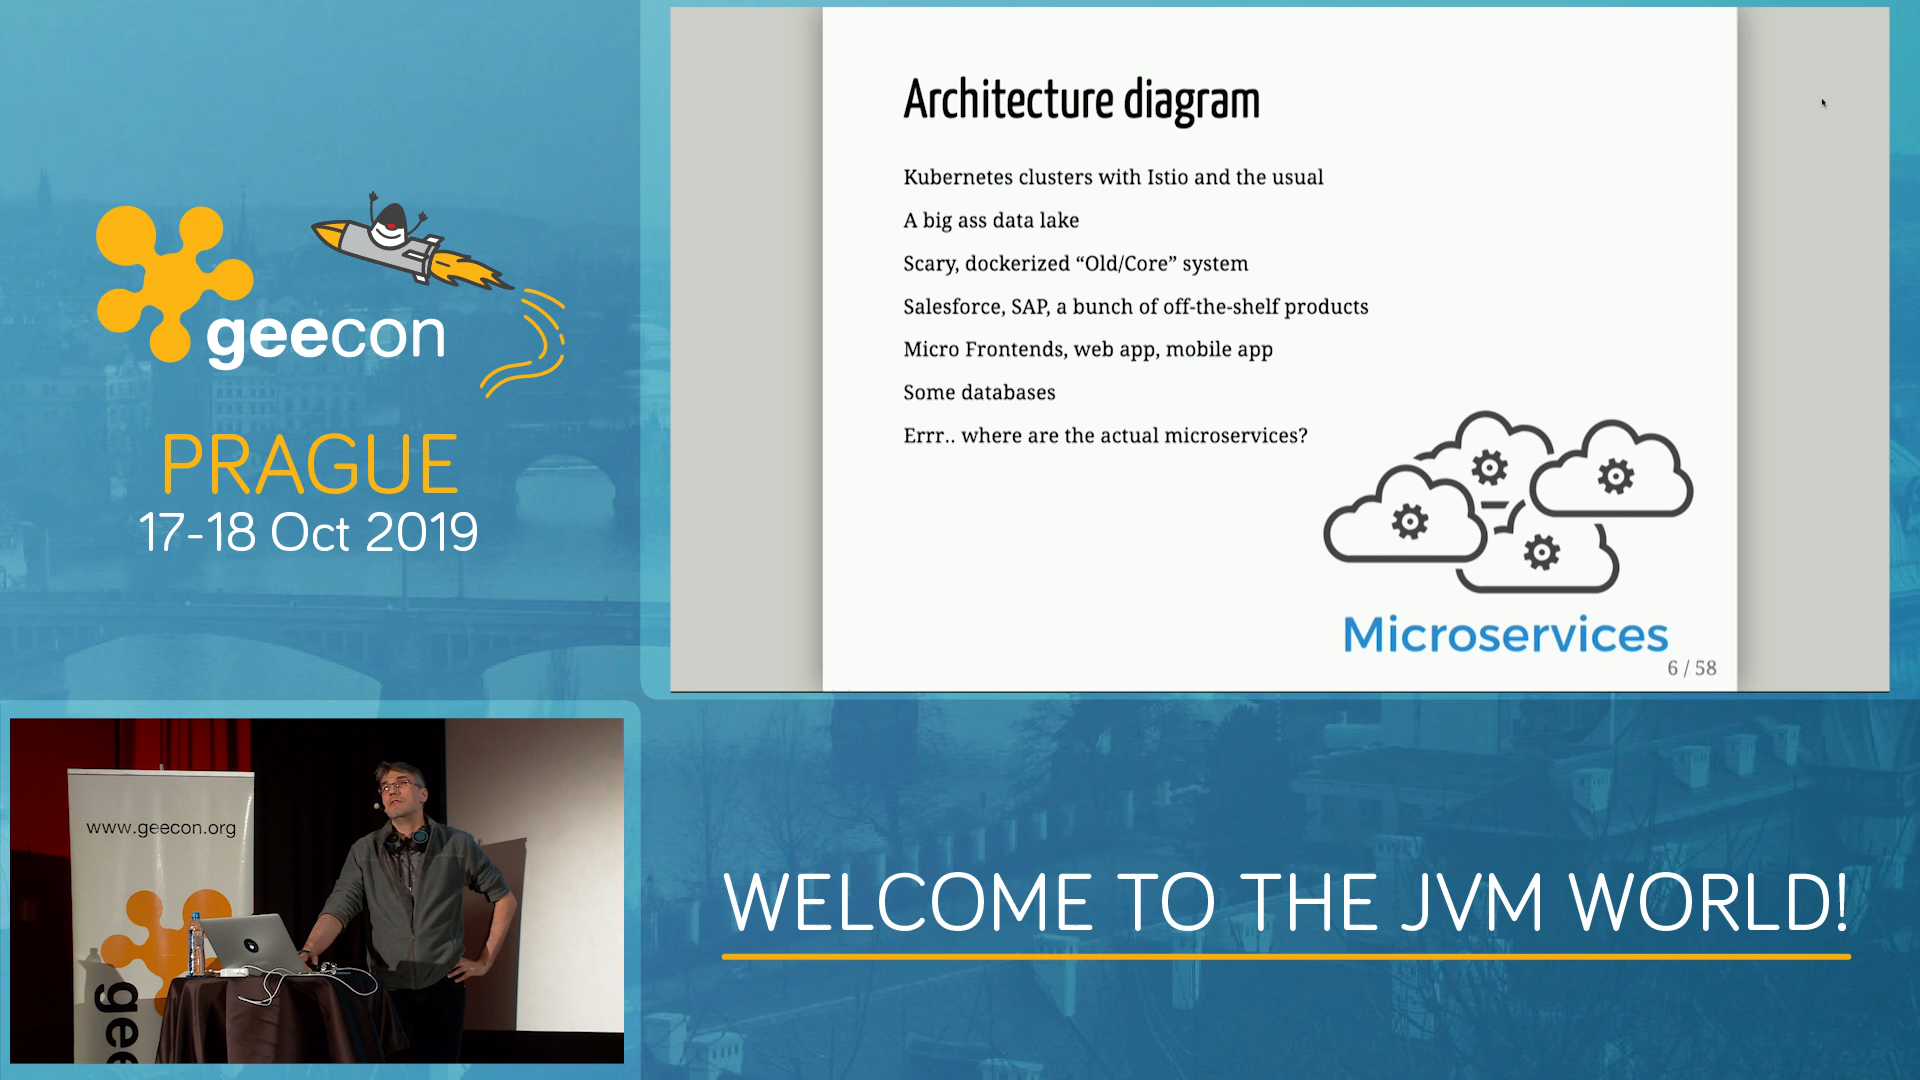 geecon
PRAGUE
17-18 Oct 2019
Architecture diagram
Kubernetes clusters with Istio and the usual
A big ass data lake
Scary, dockerized “Old/Core” system
Salesforce, SAP, a bunch of off-the-shelf products
Micro Frontends, web app, mobile app
Some databases
Errr.. where are the actual microservices?
Microservices
6 / 58
www.geecon.org
gee
WELCOME TO THE JVM WORLD!